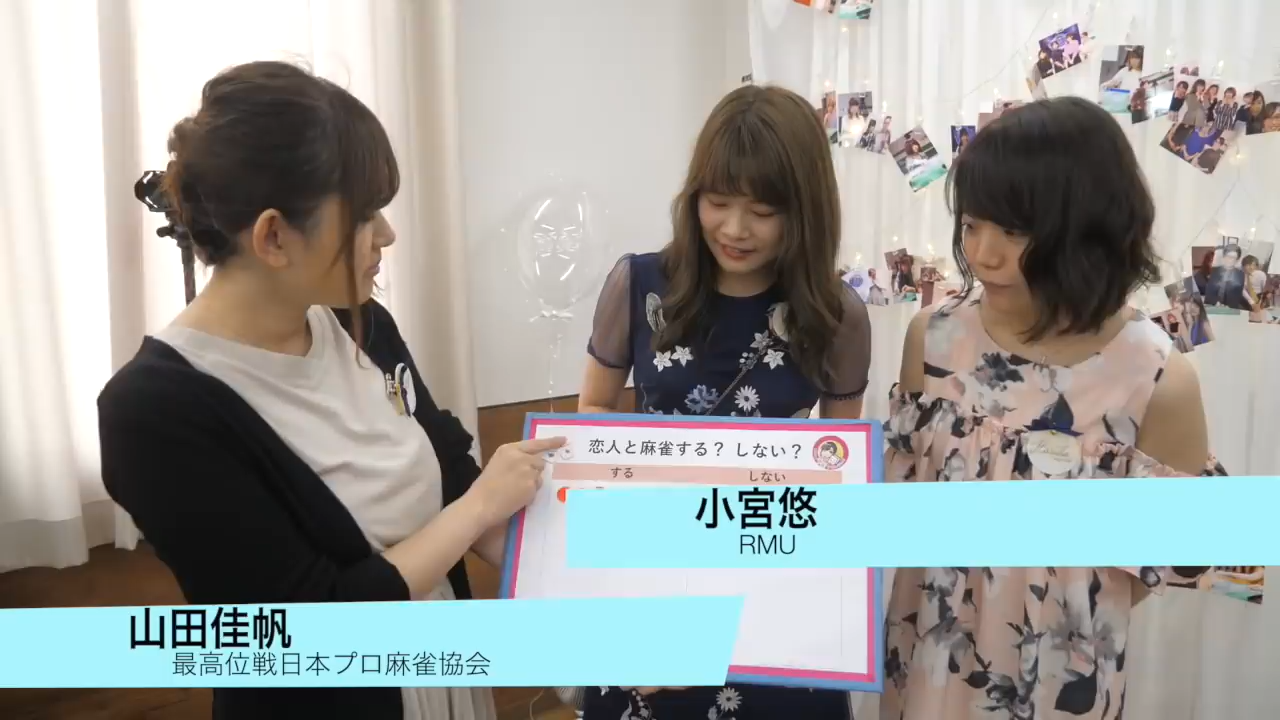 恋人と麻雀する？ しない？
する
しない
小宮悠
RMU
山田佳帆
最高位戦日本プロ麻雀協会